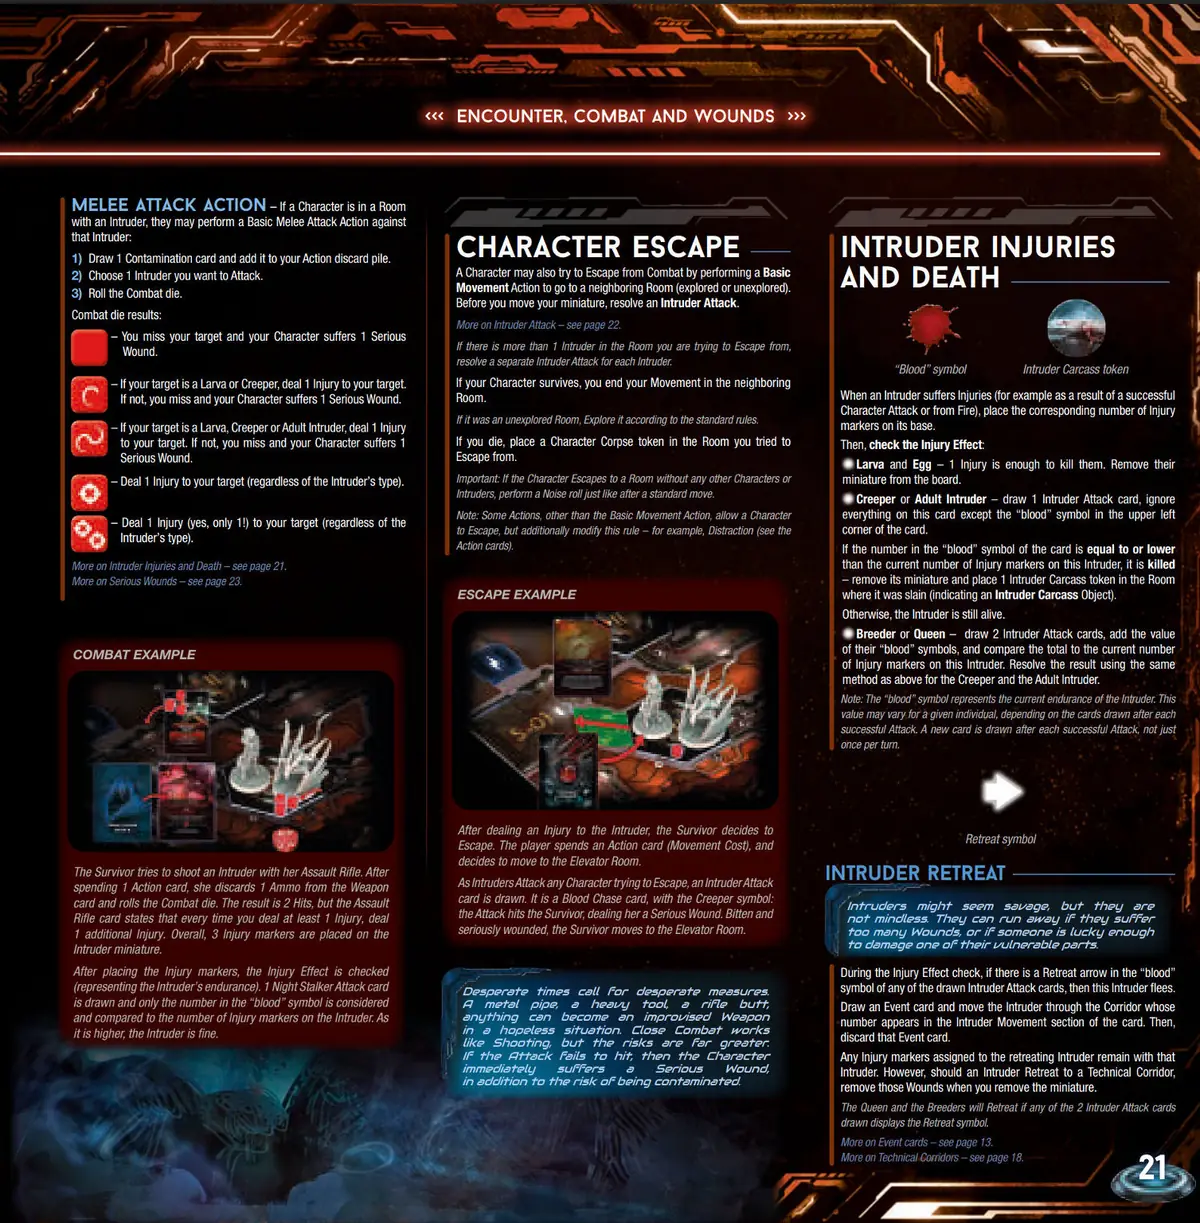 ‹‹‹ ENCOUNTER, COMBAT AND WOUNDS ›››
MELEE ATTACK ACTION – If a Character is in a Room
with an Intruder, they may perform a Basic Melee Attack Action against
that Intruder:
1) Draw 1 Contamination card and add it to your Action discard pile.
2) Choose 1 Intruder you want to Attack.
3) Roll the Combat die.
Combat die results:
– You miss your target and your Character suffers 1 Serious
Wound.
– If your target is a Larva or Creeper, deal 1 Injury to your target.
If not, you miss and your Character suffers 1 Serious Wound.
– If your target is a Larva, Creeper or Adult Intruder, deal 1 Injury
to your target. If not, you miss and your Character suffers 1
Serious Wound.
– Deal 1 Injury to your target (regardless of the Intruder's type).
– Deal 1 Injury (yes, only 1!) to your target (regardless of the
Intruder's type).
More on Intruder Injuries and Death – see page 21.
More on Serious Wounds – see page 23.
COMBAT EXAMPLE
The Survivor tries to shoot an Intruder with her Assault Rifle. After
spending 1 Action card, she discards 1 Ammo from the Weapon
card and rolls the Combat die. The result is 2 Hits, but the Assault
Rifle card states that every time you deal at least 1 Injury, deal
1 additional Injury. Overall, 3 Injury markers are placed on the
Intruder miniature.
After placing the Injury markers, the Injury Effect is checked
(representing the Intruder's endurance). 1 Night Stalker Attack card
is drawn and only the number in the "blood" symbol is considered
and compared to the number of Injury markers on the Intruder. As
it is higher, the Intruder is fine.
CHARACTER ESCAPE
A Character may also try to Escape from Combat by performing a Basic
Movement Action to go to a neighboring Room (explored or unexplored).
Before you move your miniature, resolve an Intruder Attack.
More on Intruder Attack – see page 22.
If there is more than 1 Intruder in the Room you are trying to Escape from,
resolve a separate Intruder Attack for each Intruder.
If your Character survives, you end your Movement in the neighboring
Room.
If it was an unexplored Room, Explore it according to the standard rules.
If you die, place a Character Corpse token in the Room you tried to
Escape from.
Important: If the Character Escapes to a Room without any other Characters or
Intruders, perform a Noise roll just like after a standard move.
Note: Some Actions, other than the Basic Movement Action, allow a Character
to Escape, but additionally modify this rule – for example, Distraction (see the
Action cards).
ESCAPE EXAMPLE
After dealing an Injury to the Intruder, the Survivor decides to
Escape. The player spends an Action card (Movement Cost), and
decides to move to the Elevator Room.
As Intruders Attack any Character trying to Escape, an Intruder Attack
card is drawn. It is a Blood Chase card, with the Creeper symbol:
the Attack hits the Survivor, dealing her a Serious Wound. Bitten and
seriously wounded, the Survivor moves to the Elevator Room.
Desperate times call for desperate measures.
A metal pipe, a heavy tool, a rifle butt,
anything can become an improvised Weapon
in a hopeless situation. Close Combat works
like Shooting, but the risks are far greater.
If the Attack fails to hit, then the Character
immediately suffers a Serious Wound,
in addition to the risk of being contaminated.
INTRUDER INJURIES
AND DEATH
"Blood" symbol
Intruder Carcass token
When an Intruder suffers Injuries (for example as a result of a successful
Character Attack or from Fire), place the corresponding number of Injury
markers on its base.
Then, check the Injury Effect:
Larva and Egg – 1 Injury is enough to kill them. Remove their
miniature from the board.
Creeper or Adult Intruder – draw 1 Intruder Attack card, ignore
everything on this card except the "blood" symbol in the upper left
corner of the card.
If the number in the "blood" symbol of the card is equal to or lower
than the current number of Injury markers on this Intruder, it is killed
– remove its miniature and place 1 Intruder Carcass token in the Room
where it was slain (indicating an Intruder Carcass Object).
Otherwise, the Intruder is still alive.
Breeder or Queen – draw 2 Intruder Attack cards, add the value
of their "blood" symbols, and compare the total to the current number
of Injury markers on this Intruder. Resolve the result using the same
method as above for the Creeper and the Adult Intruder.
Note: The "blood" symbol represents the current endurance of the Intruder. This
value may vary for a given individual, depending on the cards drawn after each
successful Attack. A new card is drawn after each successful Attack, not just
once per turn.
Retreat symbol
INTRUDER RETREAT
Intruders might seem savage, but they are
not mindless. They can run away if they suffer
too many Wounds, or if someone is lucky enough
to damage one of their vulnerable parts.
During the Injury Effect check, if there is a Retreat arrow in the "blood"
symbol of any of the drawn Intruder Attack cards, then this Intruder flees.
Draw an Event card and move the Intruder through the Corridor whose
number appears in the Intruder Movement section of the card. Then,
discard that Event card.
Any Injury markers assigned to the retreating Intruder remain with that
Intruder. However, should an Intruder Retreat to a Technical Corridor,
remove those Wounds when you remove the miniature.
The Queen and the Breeders will Retreat if any of the 2 Intruder Attack cards
drawn displays the Retreat symbol.
More on Event cards – see page 13.
More on Technical Corridors – see page 18.
21